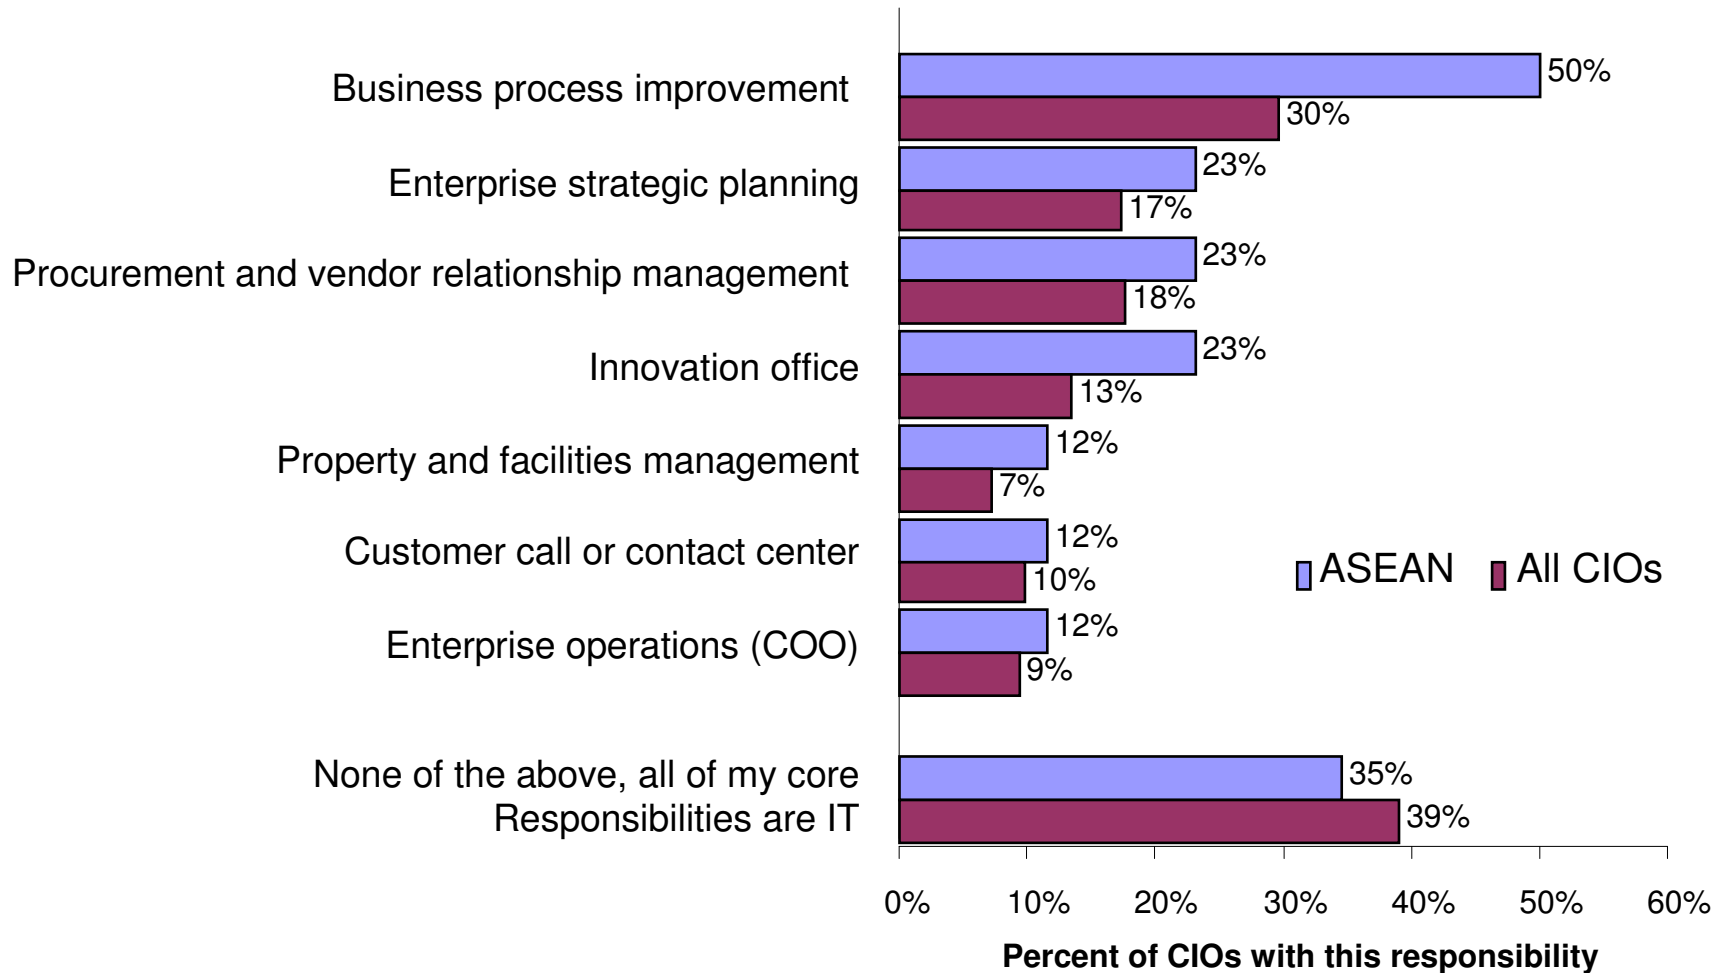 Business process improvement
50%
30%
Enterprise strategic planning
23%
17%
Procurement and vendor relationship management
23%
18%
Innovation office
23%
13%
Property and facilities management
12%
7%
Customer call or contact center
12%
10%
ASEAN
All CIOs
Enterprise operations (COO)
12%
9%
None of the above, all of my core
Responsibilities are IT
35%
39%
0% 10% 20% 30% 40% 50% 60%
Percent of CIOs with this responsibility